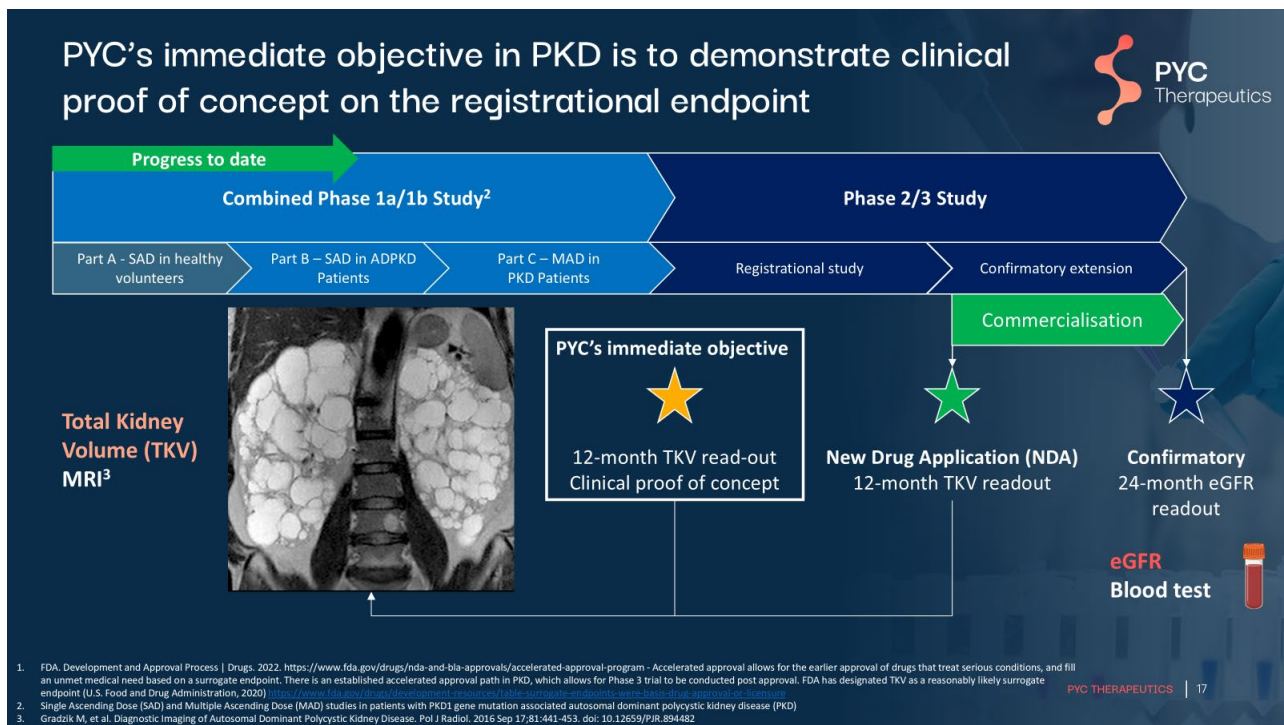 PYC's immediate objective in PKD is to demonstrate clinical
proof of concept on the registrational endpoint
PYC
Therapeutics
Progress to date
Combined Phase 1a/1b Study²
Phase 2/3 Study
Part A - SAD in healthy
volunteers
Part B – SAD in ADPKD
Patients
Part C – MAD in
PKD Patients
Registrational study
Confirmatory extension
Commercialisation
PYC's immediate objective
Total Kidney
Volume (TKV)
MRI³
12-month TKV read-out
Clinical proof of concept
New Drug Application (NDA)
12-month TKV readout
Confirmatory
24-month eGFR
readout
eGFR
Blood test
1. FDA. Development and Approval Process | Drugs. 2022. https://www.fda.gov/drugs/nda-and-bla-approvals/accelerated-approval-program - Accelerated approval allows for the earlier approval of drugs that treat serious conditions, and fill
an unmet medical need based on a surrogate endpoint. There is an established accelerated approval path in PKD, which allows for Phase 3 trial to be conducted post approval. FDA has designated TKV as a reasonably likely surrogate
endpoint (U.S. Food and Drug Administration, 2020) https://www.fda.gov/drugs/development-resources/table-surrogate-endpoints-were-basis-drug-approval-or-licensure
2. Single Ascending Dose (SAD) and Multiple Ascending Dose (MAD) studies in patients with PKD1 gene mutation associated autosomal dominant polycystic kidney disease (PKD)
3. Gradzik M, et al. Diagnostic Imaging of Autosomal Dominant Polycystic Kidney Disease. Pol J Radiol. 2016 Sep 17;81:441-453. doi: 10.12659/PJR.894482
PYC THERAPEUTICS | 17